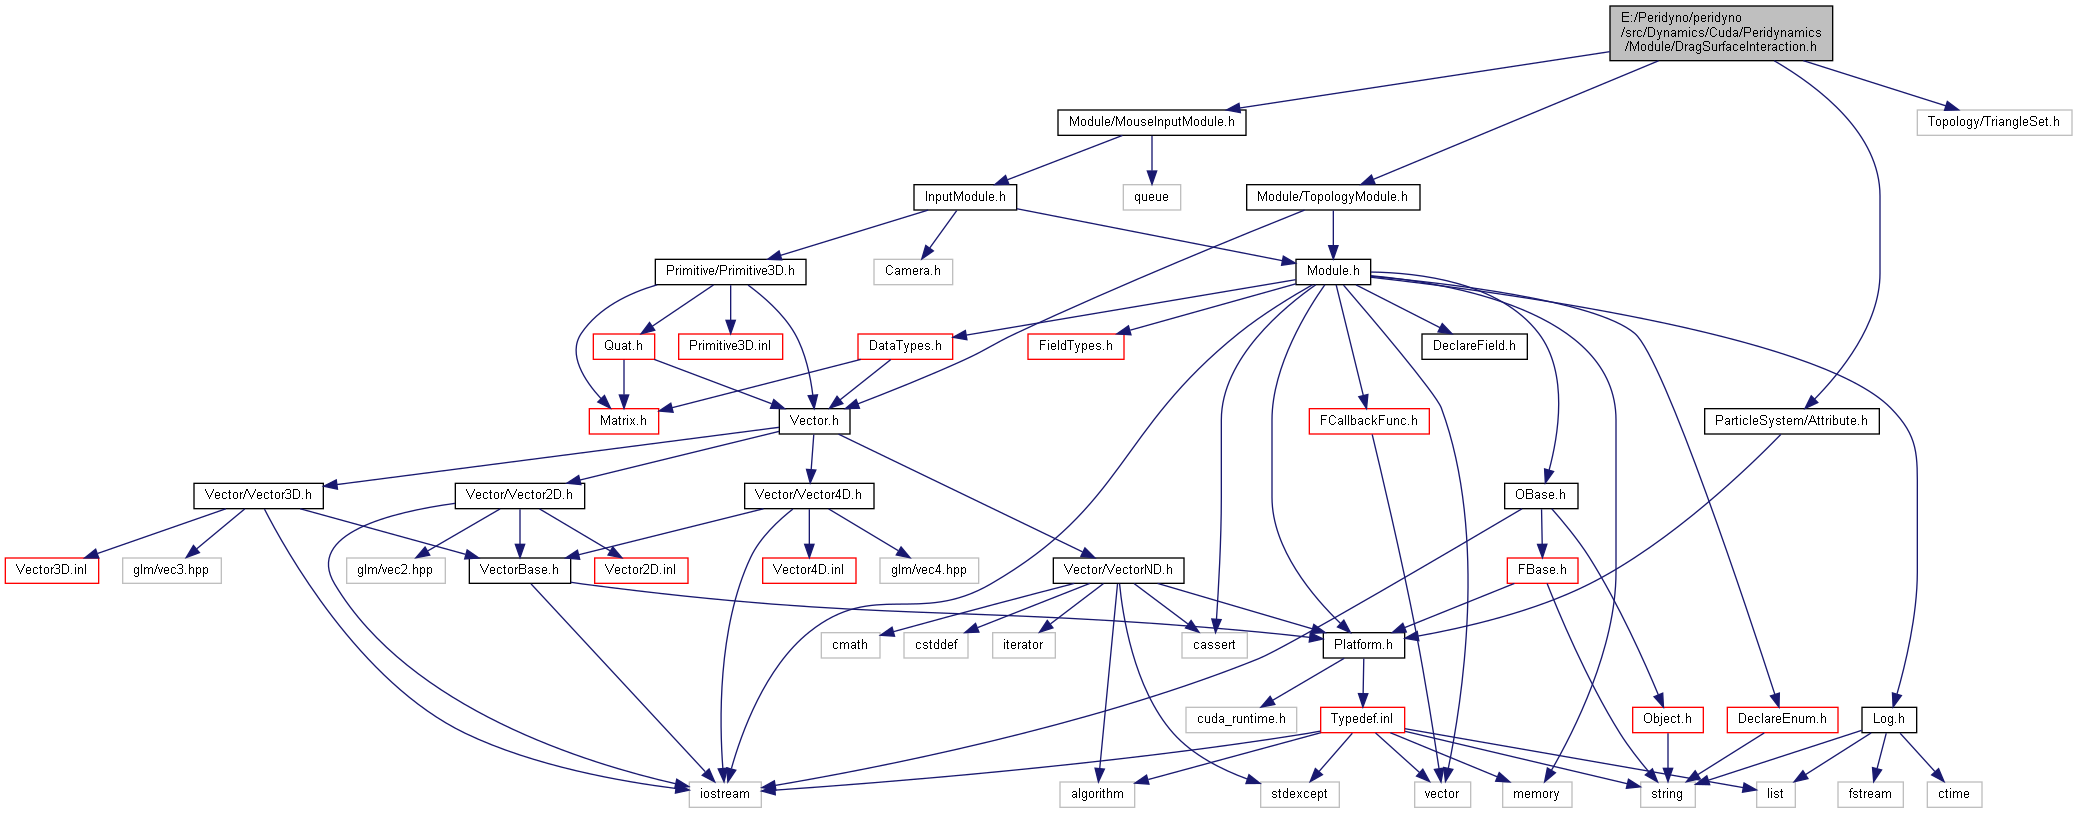 E:/Peridyno/peridyno
/src/Dynamics/Cuda/Peridynamics
/Module/DragSurfaceInteraction.h
Module/MouseInputModule.h
Topology/TriangleSet.h
InputModule.h
queue
Module/TopologyModule.h
Primitive/Primitive3D.h
Camera.h
Module.h
Quat.h
Primitive3D.inl
DataTypes.h
FieldTypes.h
DeclareField.h
Matrix.h
Vector.h
FCallbackFunc.h
ParticleSystem/Attribute.h
Vector/Vector3D.h
Vector/Vector2D.h
Vector/Vector4D.h
OBase.h
Vector3D.inl
glm/vec3.hpp
glm/vec2.hpp
VectorBase.h
Vector2D.inl
Vector4D.inl
glm/vec4.hpp
Vector/VectorND.h
FBase.h
cmath
cstddef
iterator
cassert
Platform.h
cuda_runtime.h
Typedef.inl
Object.h
DeclareEnum.h
Log.h
iostream
algorithm
stdexcept
vector
memory
string
list
fstream
ctime